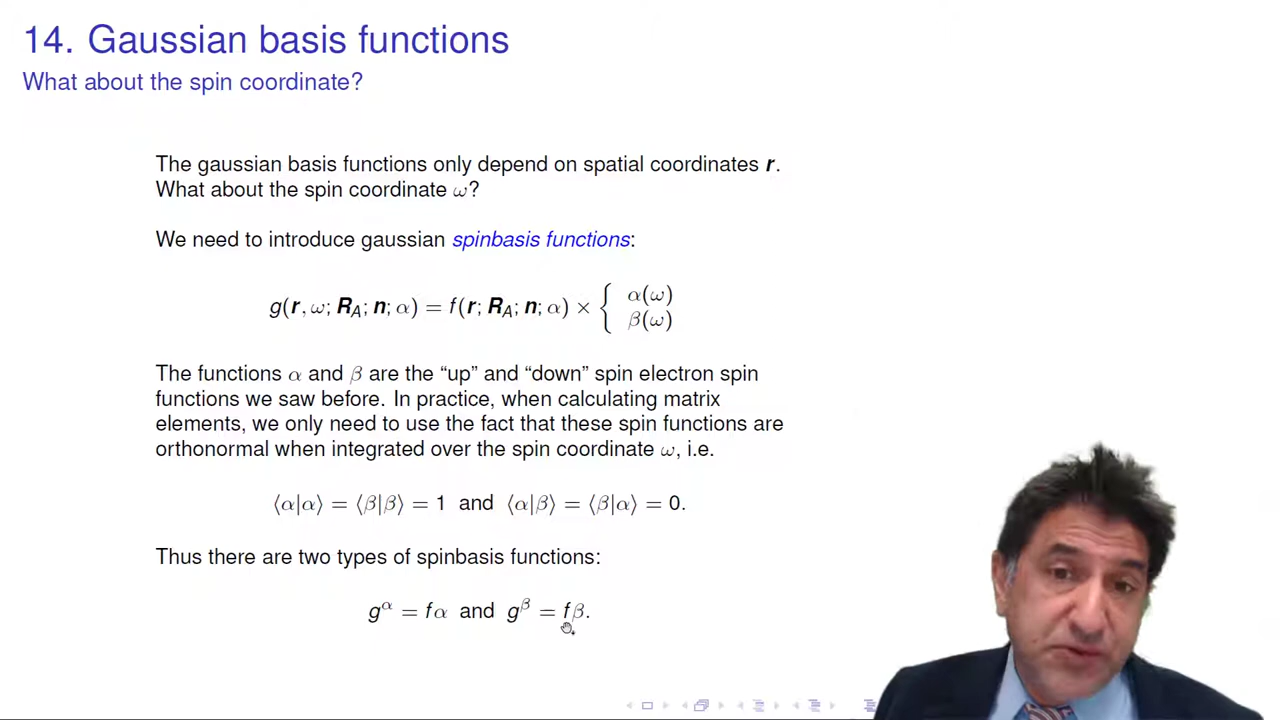 14. Gaussian basis functions
What about the spin coordinate?
The gaussian basis functions only depend on spatial coordinates r.
What about the spin coordinate ω?
We need to introduce gaussian spinbasis functions:
g(r, ω; R_A; n; α) = f(r; R_A; n; α) × { α(ω)
β(ω)
The functions α and β are the “up” and “down” spin electron spin
functions we saw before. In practice, when calculating matrix
elements, we only need to use the fact that these spin functions are
orthonormal when integrated over the spin coordinate ω, i.e.
⟨α|α⟩ = ⟨β|β⟩ = 1 and ⟨α|β⟩ = ⟨β|α⟩ = 0.
Thus there are two types of spinbasis functions:
g^α = fα and g^β = fβ.